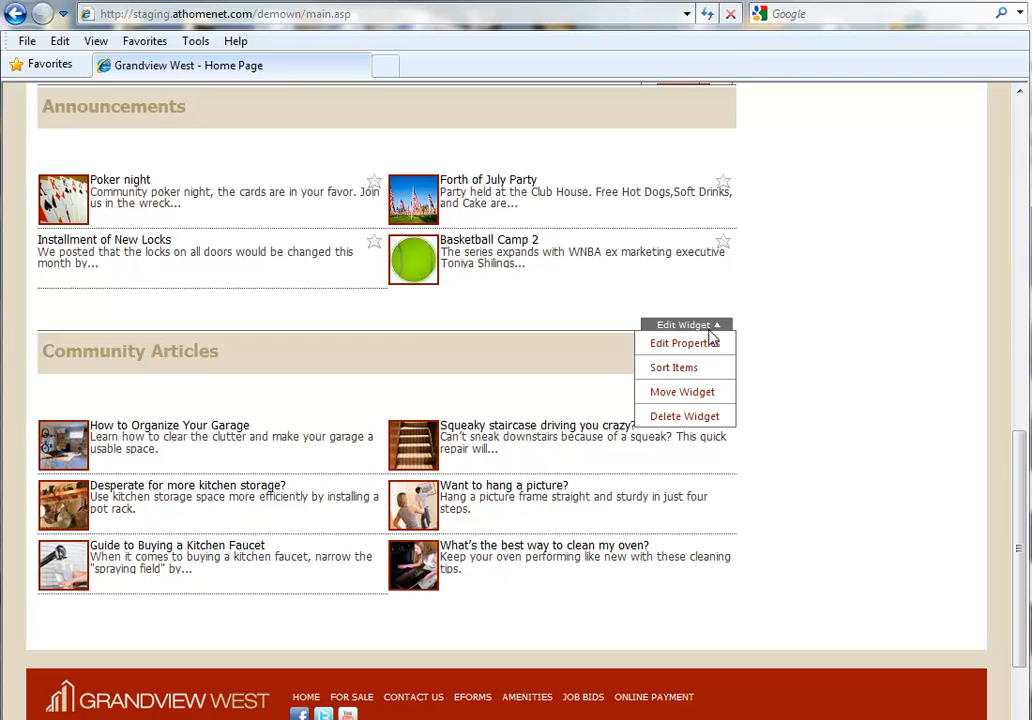 http://staging.athomenet.com/demown/main.asp
Google
File Edit View Favorites Tools Help
Favorites
Grandview West - Home Page
Announcements
Poker night
Community poker night, the cards are in your favor. Join
us in the wreck...
Forth of July Party
Party held at the Club House. Free Hot Dogs,Soft Drinks,
and Cake are...
Installment of New Locks
We posted that the locks on all doors would be changed this
month by...
Basketball Camp 2
The series expands with WNBA ex marketing executive
Toniya Shilings...
Edit Widget
Edit Properties
Sort Items
Move Widget
Delete Widget
Community Articles
How to Organize Your Garage
Learn how to clear the clutter and make your garage a
usable space.
Squeaky staircase driving you crazy?
Can't sneak downstairs because of a squeak? This quick
repair will...
Desperate for more kitchen storage?
Use kitchen storage space more efficiently by installing a
pot rack.
Want to hang a picture?
Hang a picture frame straight and sturdy in just four
steps.
Guide to Buying a Kitchen Faucet
When it comes to buying a kitchen faucet, narrow the
"spraying field" by...
What's the best way to clean my oven?
Keep your oven performing like new with these cleaning
tips.
GRANDVIEW WEST
HOME FOR SALE CONTACT US EFORMS AMENITIES JOB BIDS ONLINE PAYMENT
You